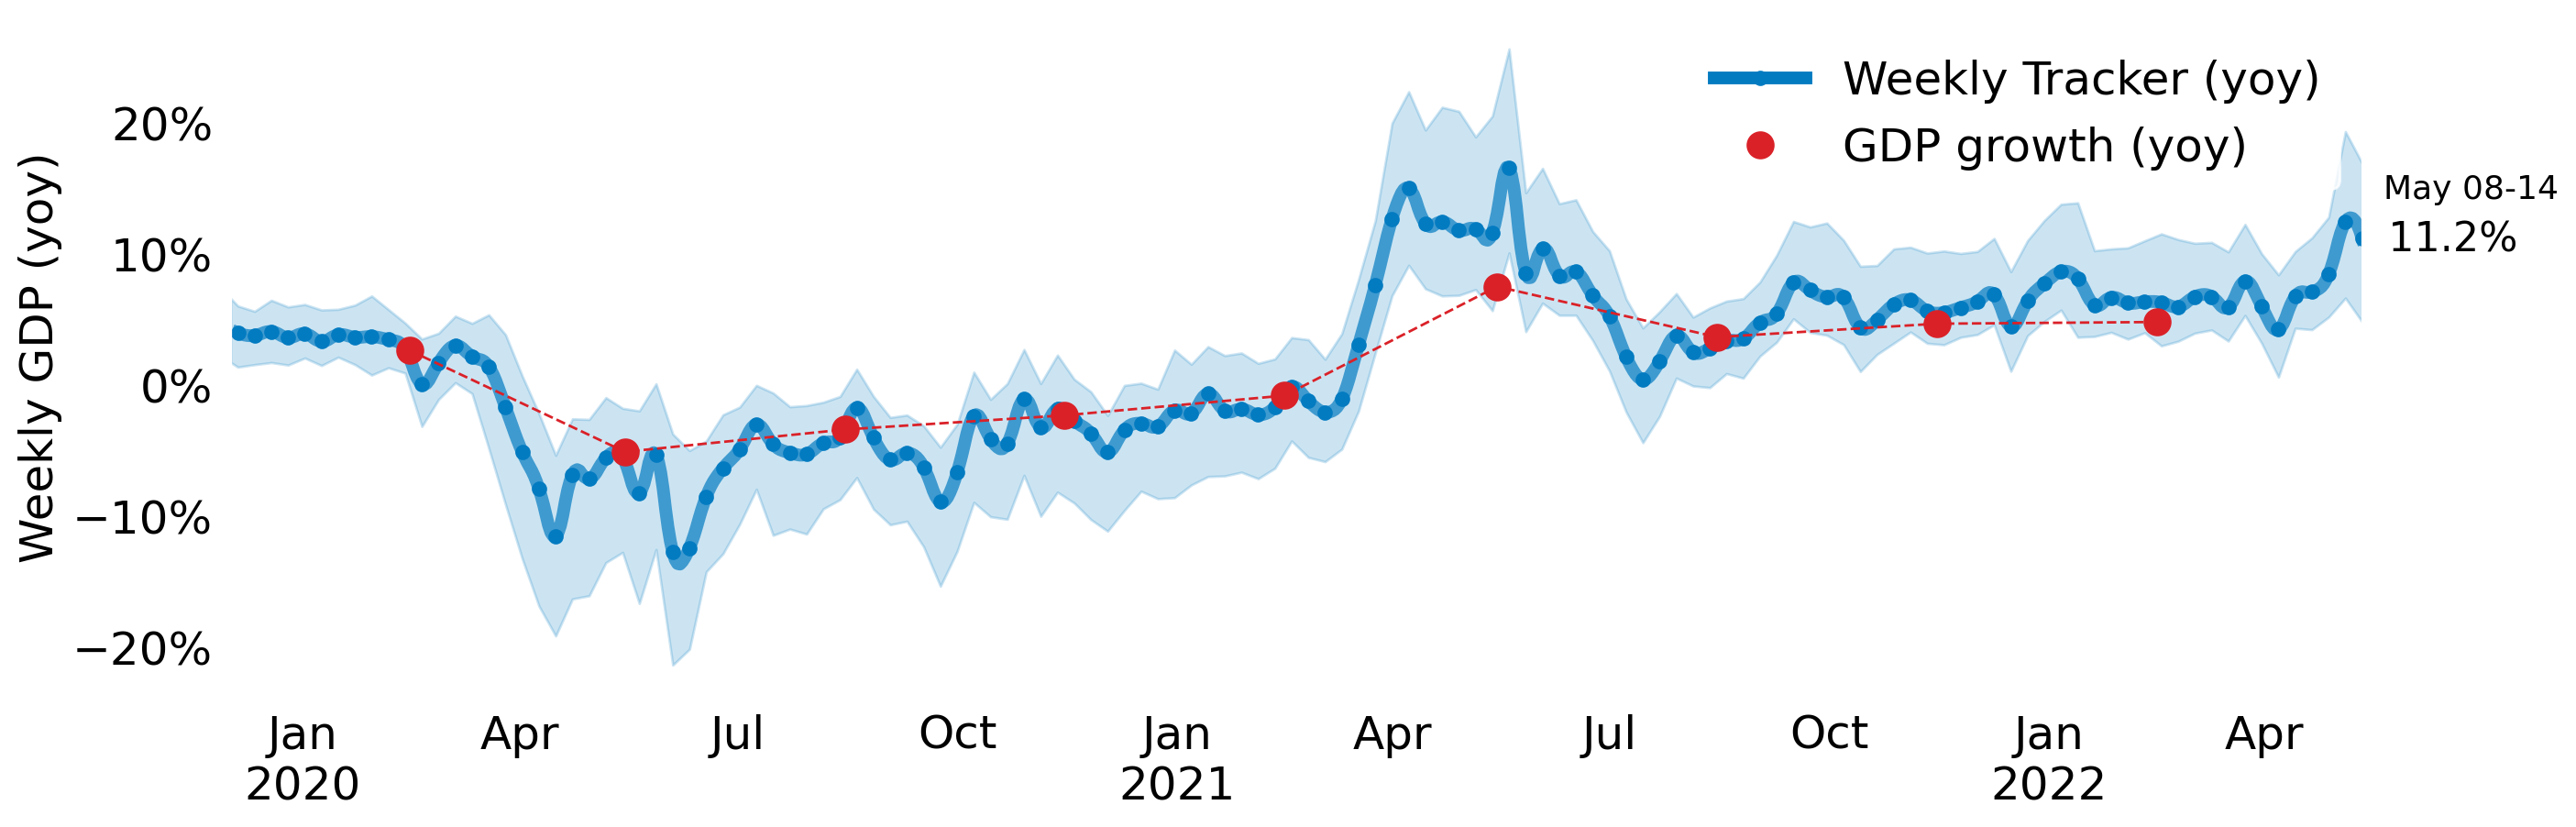 Weekly Tracker (yoy)
GDP growth (yoy)
Weekly GDP (yoy)
20%
10%
0%
−10%
−20%
May 08-14
11.2%
Jan
2020
Apr
Jul
Oct
Jan
2021
Apr
Jul
Oct
Jan
2022
Apr